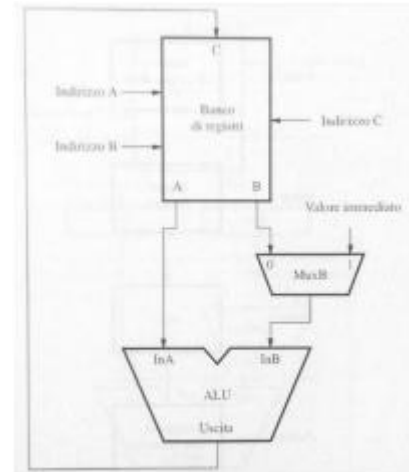 C
Indirizzo A
Banco
di registri
Indirizzo C
Indirizzo B
A
B
Valore immediato
0
1
MuxB
InA
InB
ALU
Uscita